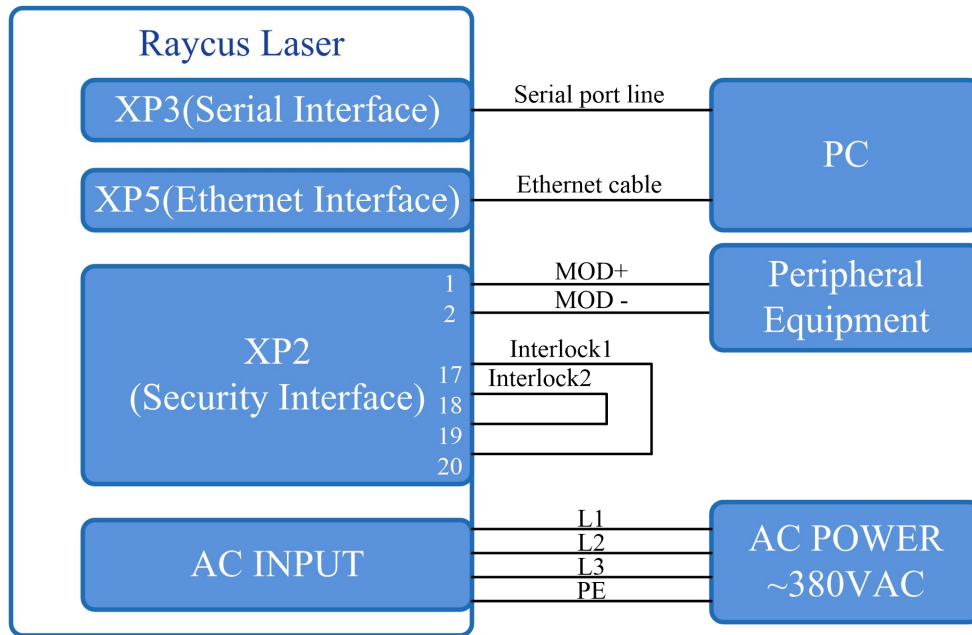 Raycus Laser
XP3(Serial Interface)
Serial port line
PC
XP5(Ethernet Interface)
Ethernet cable
XP2
(Security Interface)
1
2
17
18
19
20
MOD+
MOD -
Peripheral
Equipment
Interlock1
Interlock2
AC INPUT
L1
L2
L3
PE
AC POWER
~380VAC